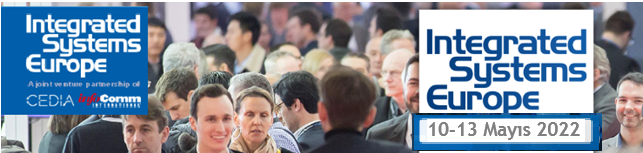 Integrated
Systems
Europe
A joint venture partnership of
CEDIA InfoComm
INTERNATIONAL
Integrated
Systems
Europe
10-13 Mayıs 2022